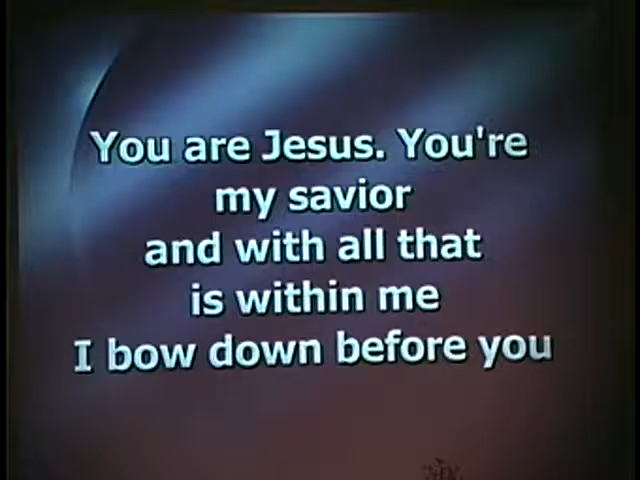 You are Jesus. You're
my savior
and with all that
is within me
I bow down before you